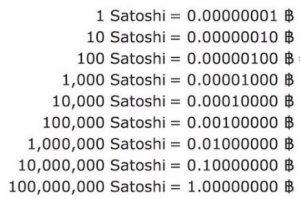 1 Satoshi = 0.00000001 ฿
10 Satoshi = 0.00000010 ฿
100 Satoshi = 0.00000100 ฿ =
1,000 Satoshi = 0.00001000 ฿
10,000 Satoshi = 0.00010000 ฿
100,000 Satoshi = 0.00100000 ฿
1,000,000 Satoshi = 0.01000000 ฿
10,000,000 Satoshi = 0.10000000 ฿
100,000,000 Satoshi = 1.00000000 ฿